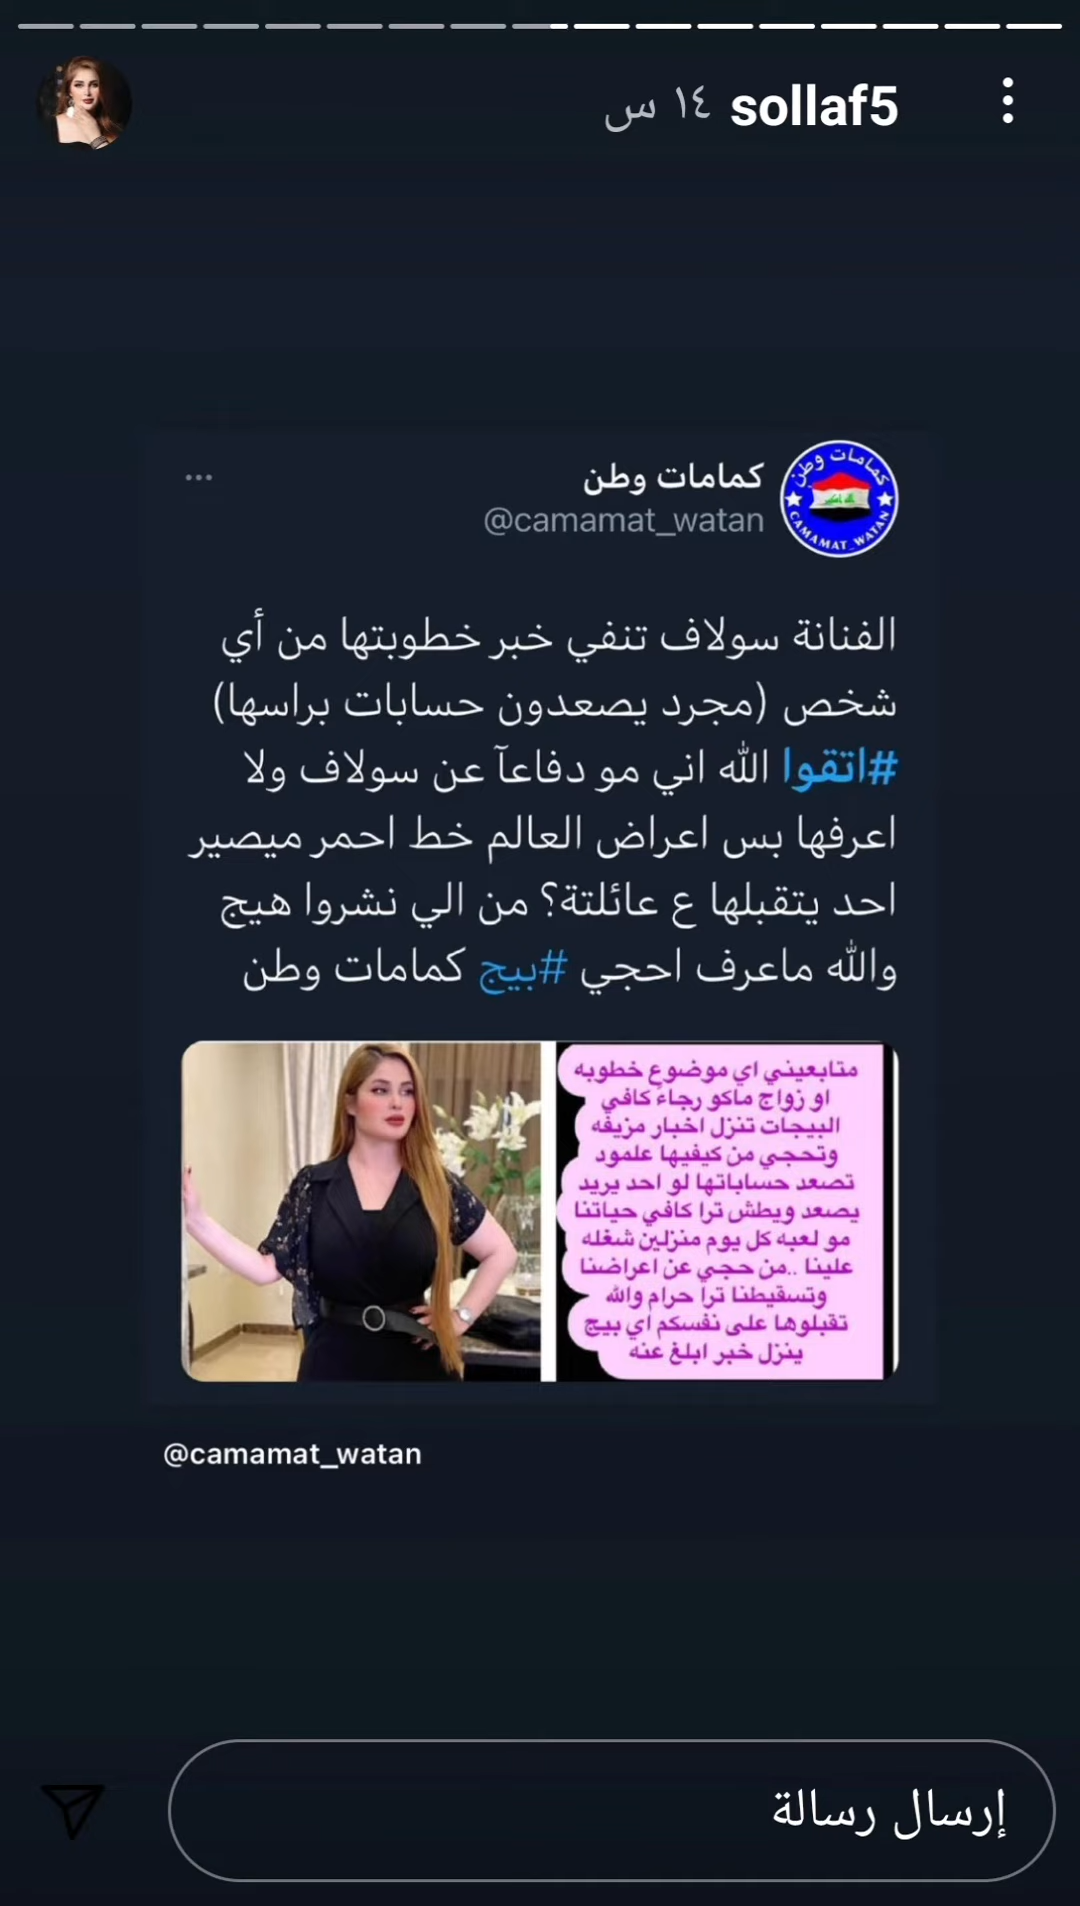 sollaf5 ١٤ س
كمامات وطن
@camamat_watan
كمامات وطن
CAMAMAT_WATAN
الفنانة سولاف تنفي خبر خطوبتها من أي
شخص (مجرد يصعدون حسابات براسها)
#اتقوا الله اني مو دفاعآ عن سولاف ولا
اعرفها بس اعراض العالم خط احمر ميصير
احد يتقبلها ع عائلتة؟ من الي نشروا هيج
والله ماعرف احجي #بيج كمامات وطن
متابعيني اي موضوع خطوبه
او زواج ماكو رجاءً كافي
البيجات تنزل اخبار مزيفه
وتحجي من كيفيها علمود
تصعد حساباتها لو احد يريد
يصعد ويطش ترا كافي حياتنا
مو لعبه كل يوم منزلين شغله
علينا ..من حجي عن اعراضنا
وتسقيطنا ترا حرام والله
تقبلوها على نفسكم اي بيج
ينزل خبر ابلغ عنه
@camamat_watan
إرسال رسالة